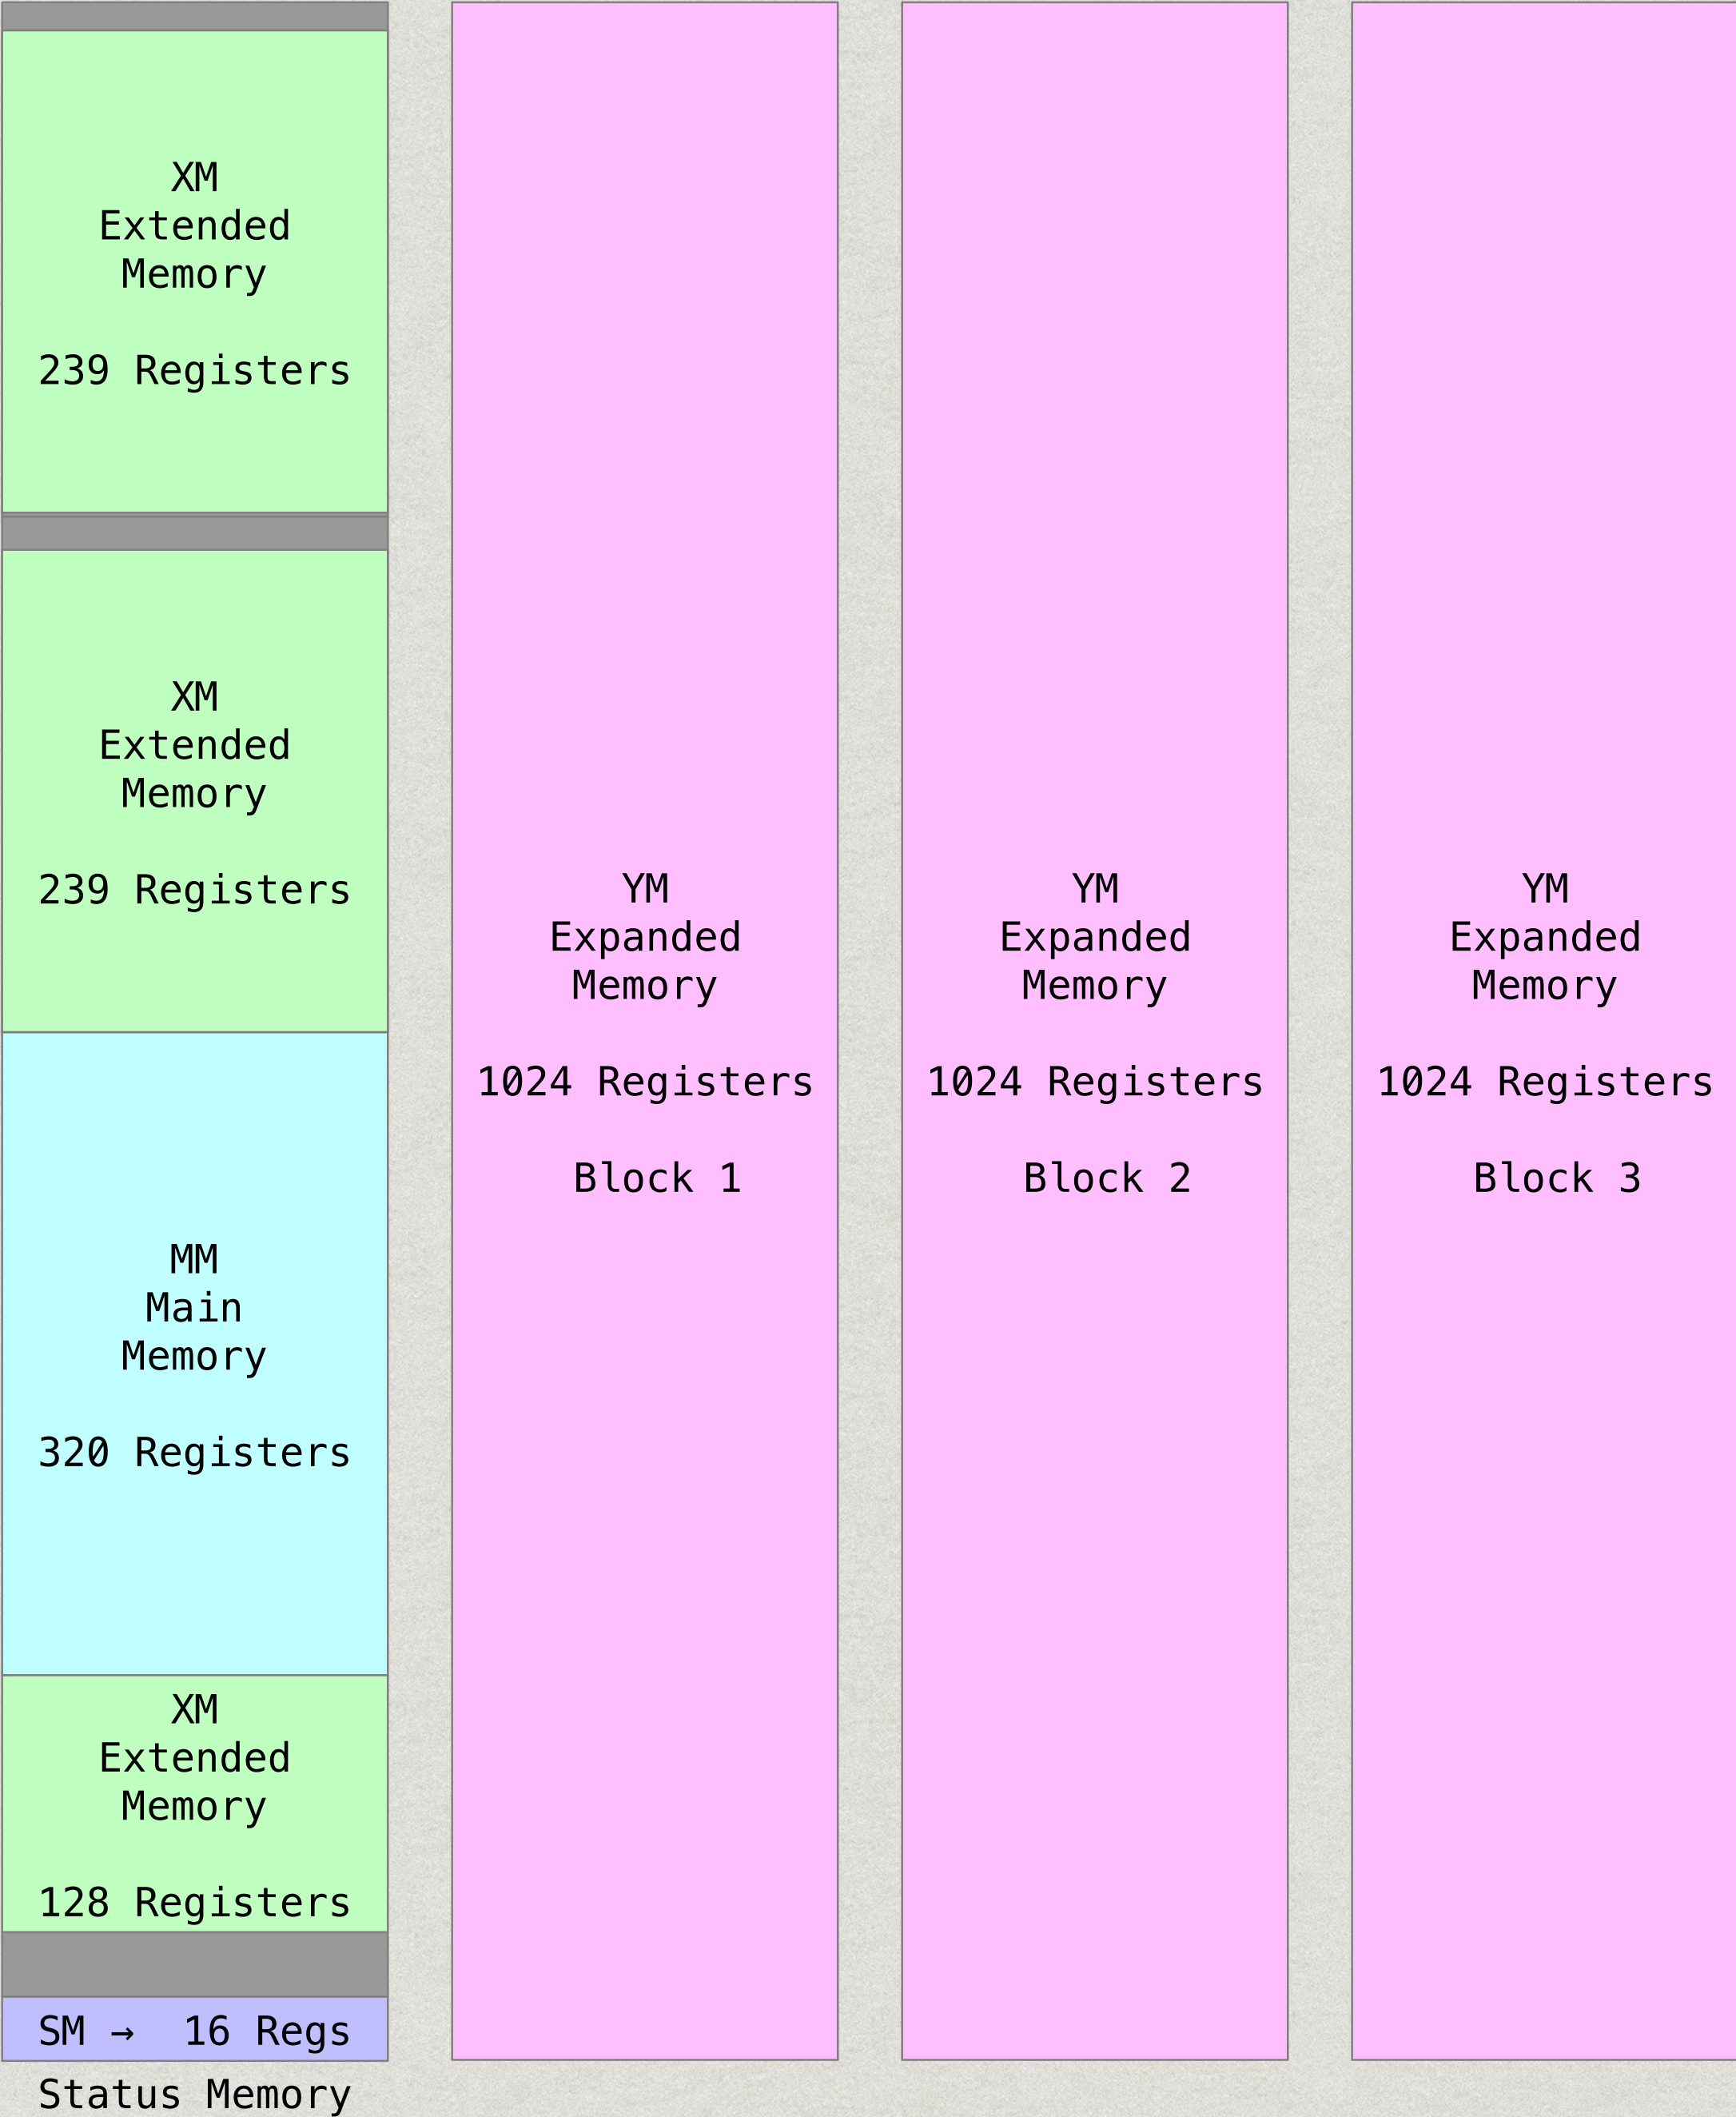 XM
Extended
Memory
239 Registers
XM
Extended
Memory
239 Registers
MM
Main
Memory
320 Registers
XM
Extended
Memory
128 Registers
SM → 16 Regs
Status Memory
YM
Expanded
Memory
1024 Registers
Block 1
YM
Expanded
Memory
1024 Registers
Block 2
YM
Expanded
Memory
1024 Registers
Block 3